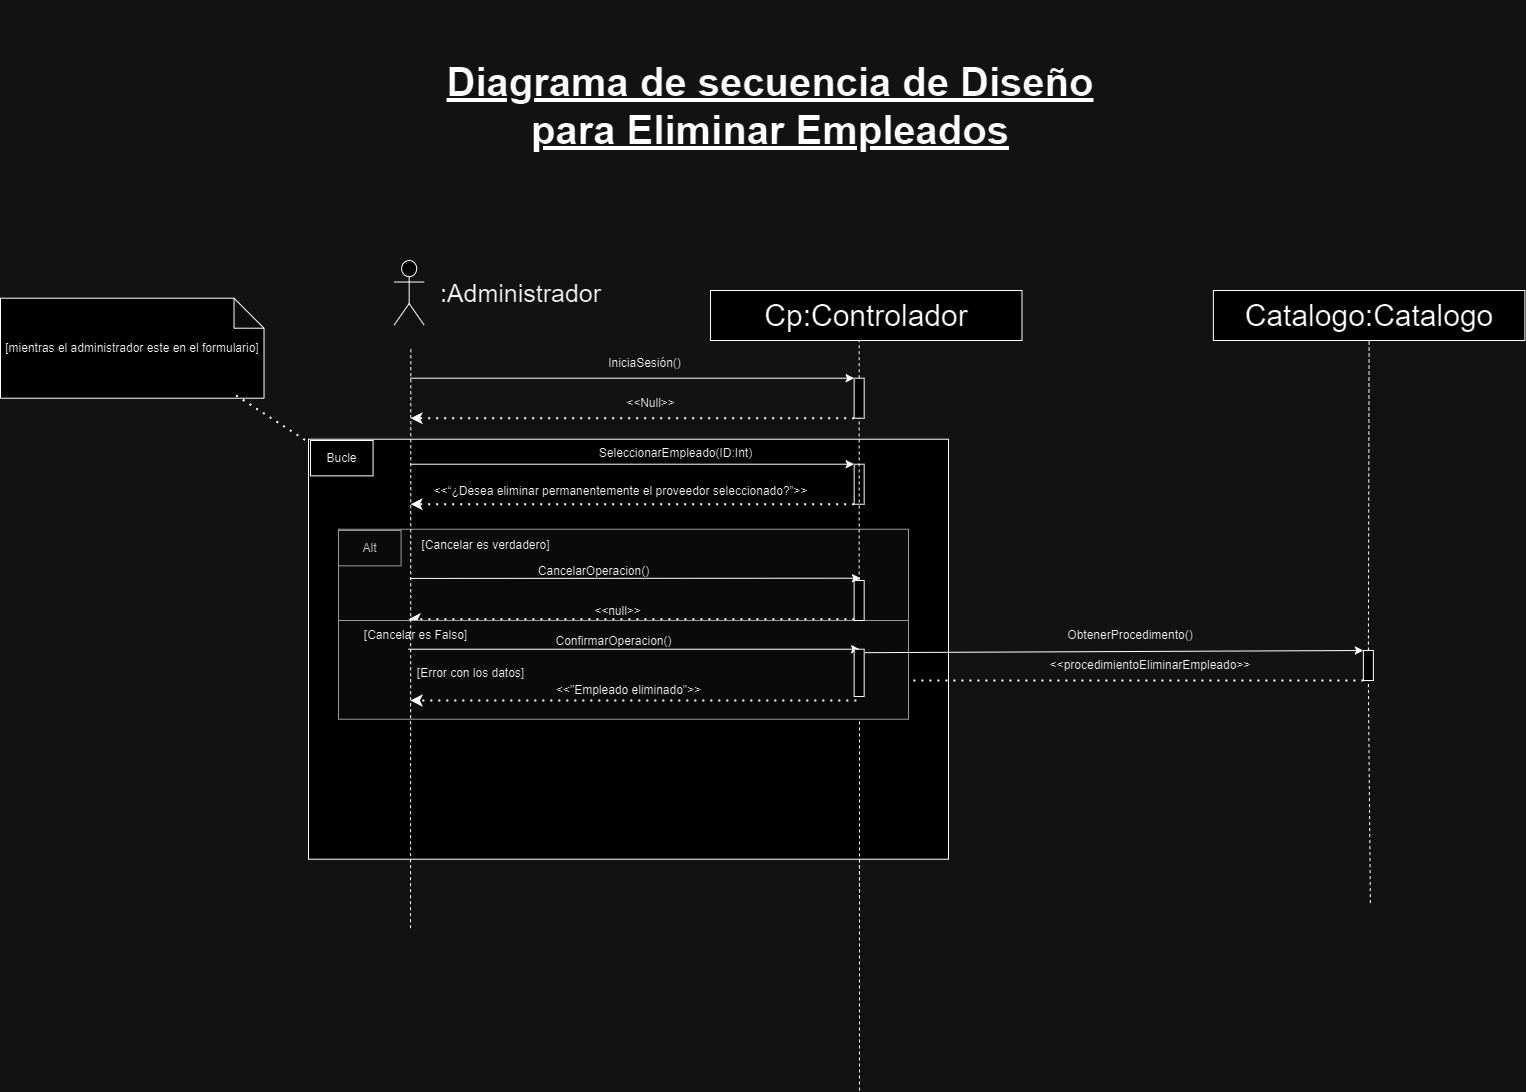 Diagrama de secuencia de Diseño
para Eliminar Empleados
:Administrador
Cp:Controlador
Catalogo:Catalogo
[mientras el administrador este en el formulario]
IniciaSesión()
<<Null>>
Bucle
SeleccionarEmpleado(ID:Int)
<<“¿Desea eliminar permanentemente el proveedor seleccionado?”>>
Alt
[Cancelar es verdadero]
CancelarOperacion()
<<null>>
[Cancelar es Falso]
ConfirmarOperacion()
ObtenerProcedimento()
<<procedimientoEliminarEmpleado>>
[Error con los datos]
<<"Empleado eliminado">>